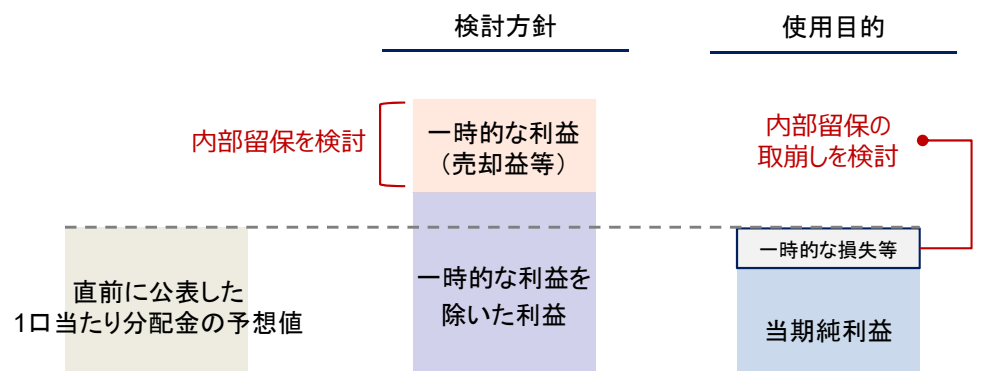 検討方針
使用目的
内部留保を検討
一時的な利益
（売却益等）
内部留保の
取崩しを検討
直前に公表した
1口当たり分配金の予想値
一時的な利益を
除いた利益
一時的な損失等
当期純利益